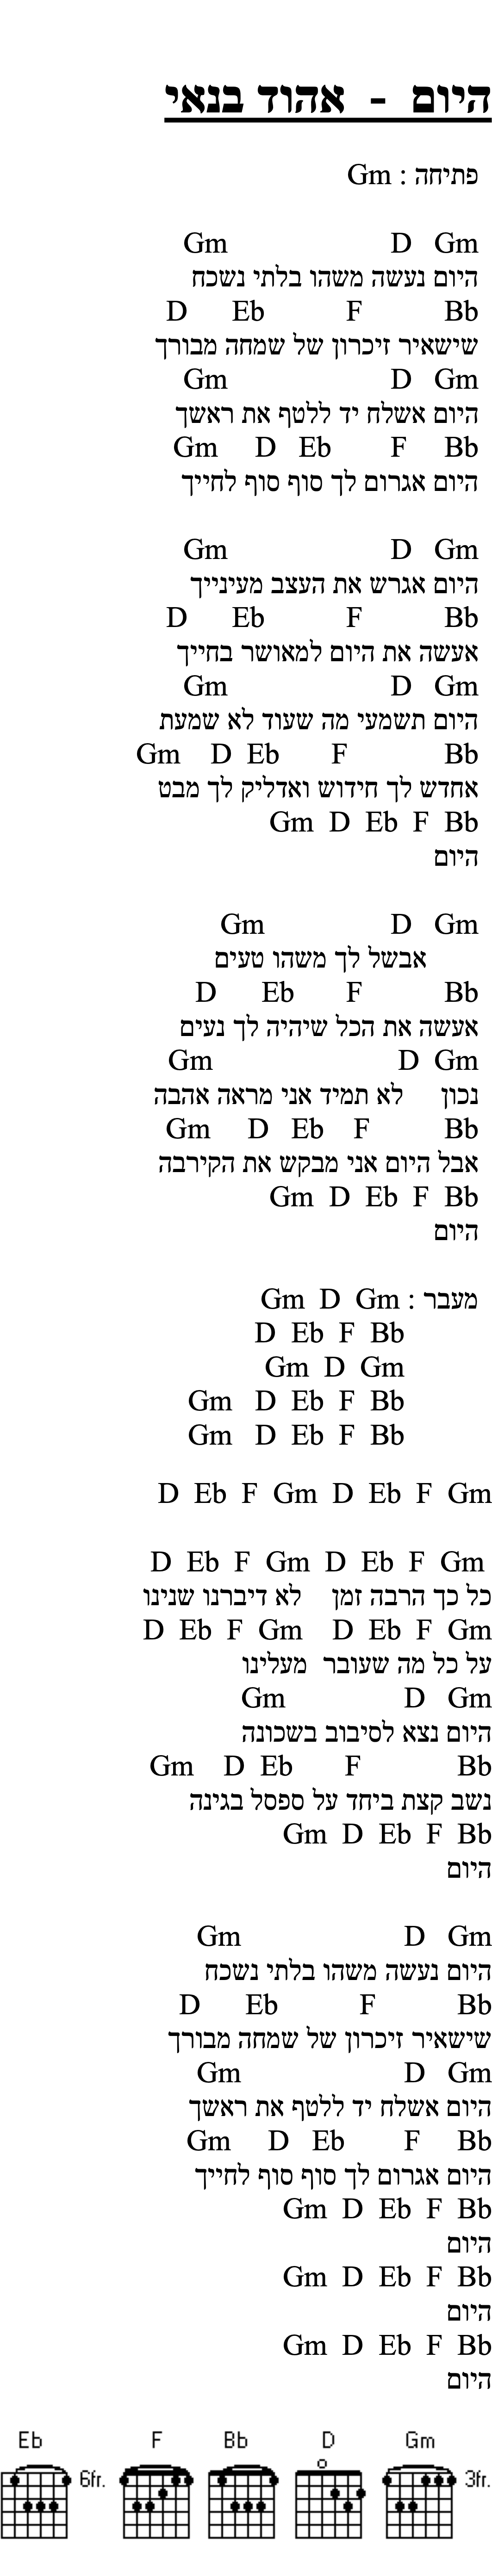 היום - אהוד בנאי
פתיחה : Gm
Gm D Gm
היום נעשה משהו בלתי נשכח
D Eb F Bb
שישאיר זיכרון של שמחה מבורך
Gm D Gm
היום אשלח יד ללטף את ראשך
Gm D Eb F Bb
היום אגרום לך סוף סוף לחייך
Gm D Gm
היום אגרש את העצב מעינייך
D Eb F Bb
אעשה את היום למאושר בחייך
Gm D Gm
היום תשמעי מה שעוד לא שמעת
Gm D Eb F Bb
אחדש לך חידוש ואדליק לך מבט
Gm D Eb F Bb
היום
Gm D Gm
אבשל לך משהו טעים
D Eb F Bb
אעשה את הכל שיהיה לך נעים
Gm D Gm
נכון לא תמיד אני מראה אהבה
Gm D Eb F Bb
אבל היום אני מבקש את הקירבה
Gm D Eb F Bb
היום
מעבר : Gm D Gm
D Eb F Bb
Gm D Gm
Gm D Eb F Bb
Gm D Eb F Bb
D Eb F Gm D Eb F Gm
D Eb F Gm D Eb F Gm
כל כך הרבה זמן לא דיברנו שנינו
D Eb F Gm D Eb F Gm
על כל מה שעובר מעלינו
Gm D Gm
היום נצא לסיבוב בשכונה
Gm D Eb F Bb
נשב קצת ביחד על ספסל בגינה
Gm D Eb F Bb
היום
Gm D Gm
היום נעשה משהו בלתי נשכח
D Eb F Bb
שישאיר זיכרון של שמחה מבורך
Gm D Gm
היום אשלח יד ללטף את ראשך
Gm D Eb F Bb
היום אגרום לך סוף סוף לחייך
Gm D Eb F Bb
היום
Gm D Eb F Bb
היום
Gm D Eb F Bb
היום
Eb F Bb D Gm
6fr. 3fr.